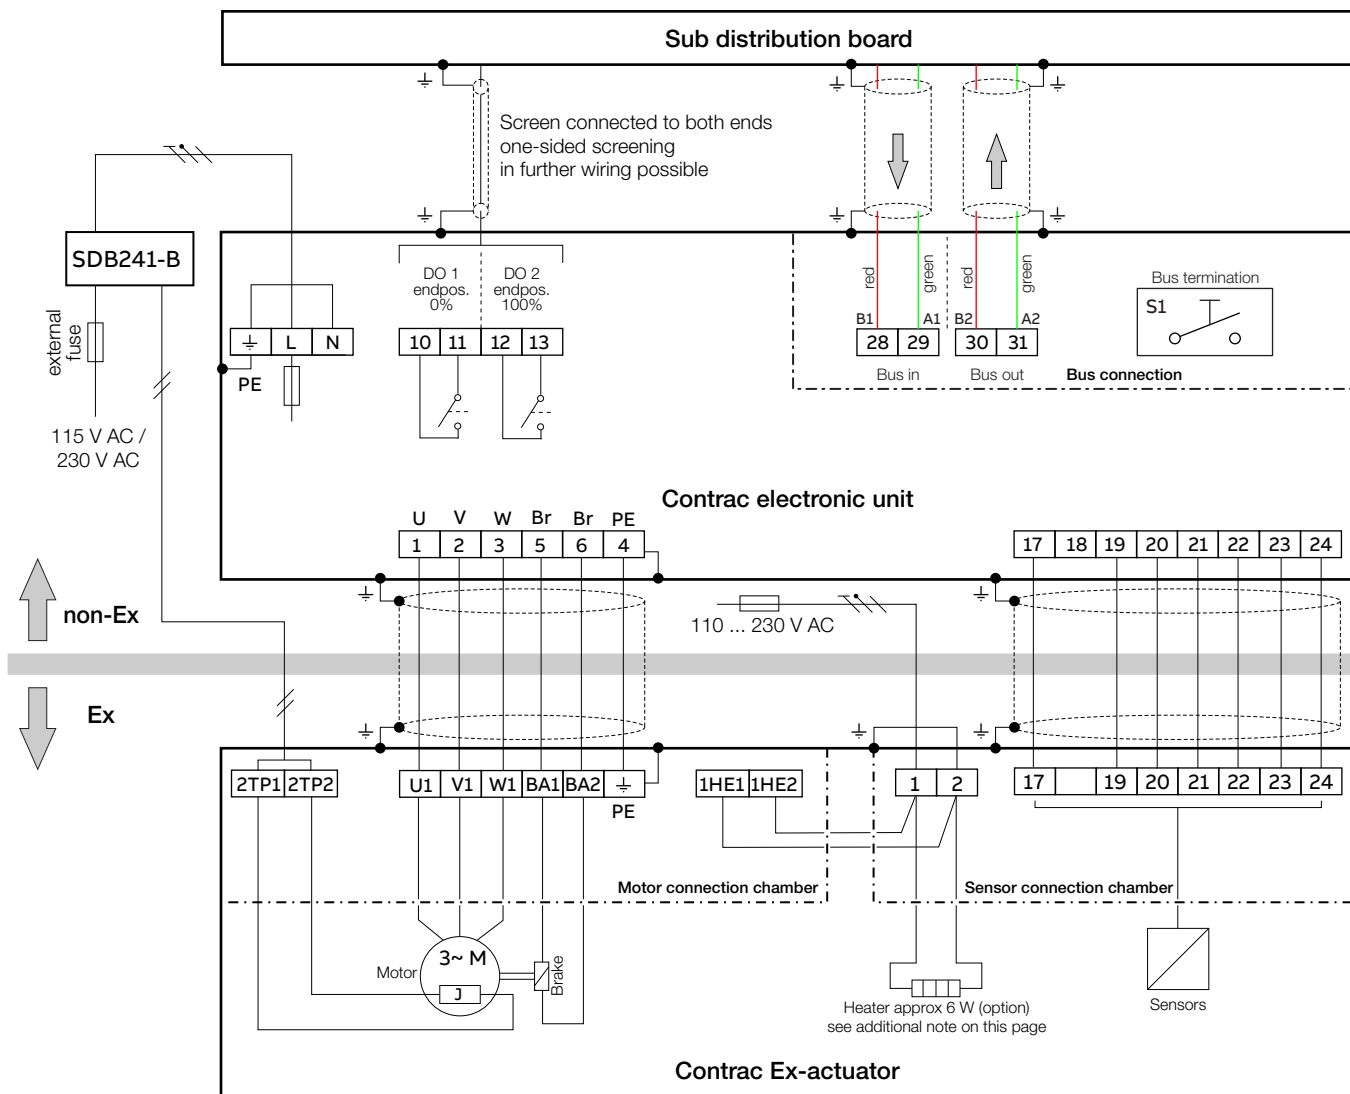 Sub distribution board
Screen connected to both ends
one-sided screening
in further wiring possible
SDB241-B
external
fuse
115 V AC /
230 V AC
L N
PE
DO 1
endpos.
0%
DO 2
endpos.
100%
10 11 12 13
red green red green
B1 A1 B2 A2
28 29 30 31
Bus in Bus out
Bus connection
Bus termination
S1
Contrac electronic unit
U V W Br Br PE
1 2 3 5 6 4
17 18 19 20 21 22 23 24
non-Ex
110 ... 230 V AC
Ex
2TP1 2TP2
U1 V1 W1 BA1 BA2
PE
1HE1 1HE2
1 2
17 19 20 21 22 23 24
Motor connection chamber
Sensor connection chamber
Motor
3~ M
J
Brake
Heater approx 6 W (option)
see additional note on this page
Sensors
Contrac Ex-actuator